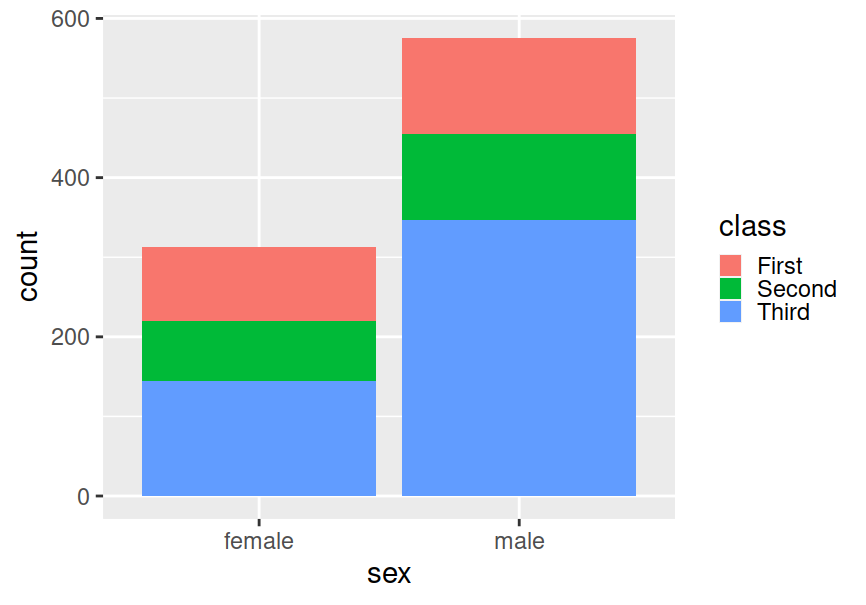 600
400
200
0
count
female male
sex
class
First
Second
Third